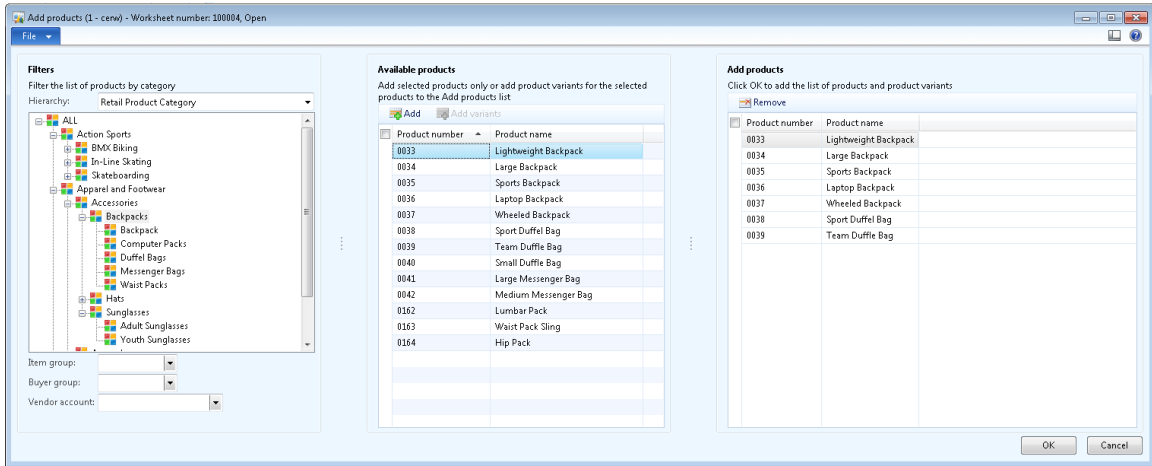 Add products (1 - cerw) - Worksheet number: 100004, Open
File
Filters
Filter the list of products by category
Hierarchy: Retail Product Category
ALL
Action Sports
BMX Biking
In-Line Skating
Skateboarding
Apparel and Footwear
Accessories
Backpacks
Backpack
Computer Packs
Duffel Bags
Messenger Bags
Waist Packs
Hats
Sunglasses
Adult Sunglasses
Youth Sunglasses
Item group:
Buyer group:
Vendor account:
Available products
Add selected products only or add product variants for the selected
products to the Add products list
Add Add variants
Product number Product name
0033 Lightweight Backpack
0034 Large Backpack
0035 Sports Backpack
0036 Laptop Backpack
0037 Wheeled Backpack
0038 Sport Duffel Bag
0039 Team Duffle Bag
0040 Small Duffle Bag
0041 Large Messenger Bag
0042 Medium Messenger Bag
0162 Lumbar Pack
0163 Waist Pack Sling
0164 Hip Pack
Add products
Click OK to add the list of products and product variants
Remove
Product number Product name
0033 Lightweight Backpack
0034 Large Backpack
0035 Sports Backpack
0036 Laptop Backpack
0037 Wheeled Backpack
0038 Sport Duffel Bag
0039 Team Duffle Bag
OK Cancel